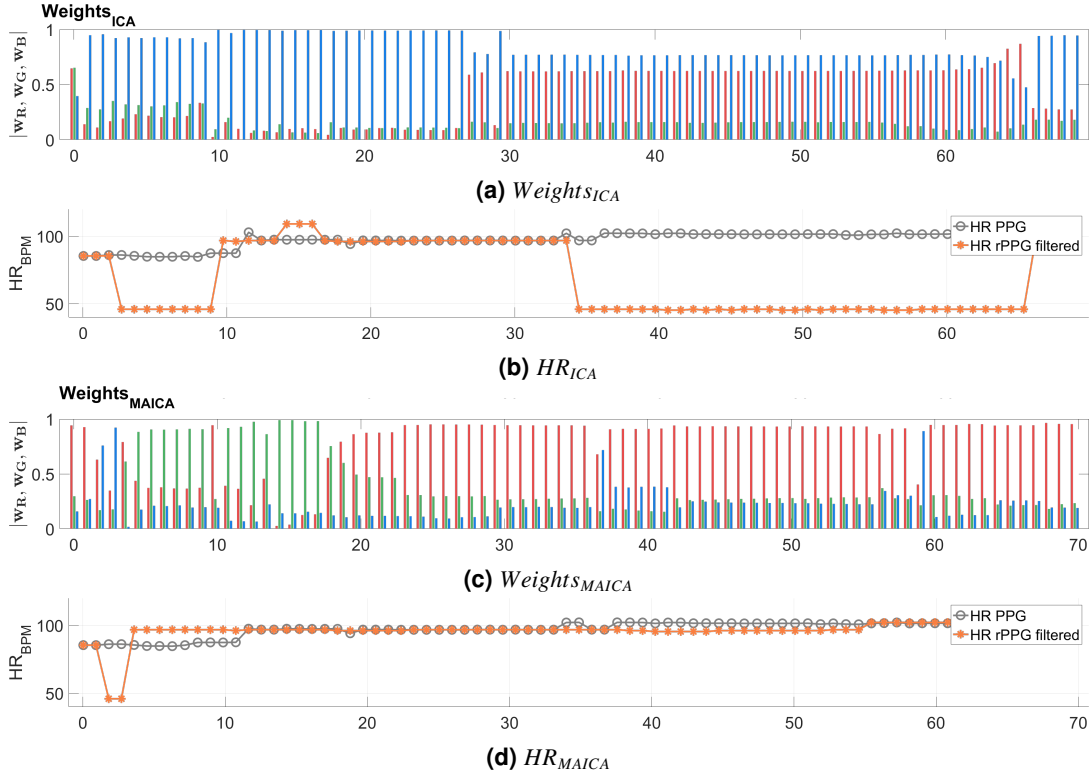 Weights_ICA
|w_R, w_G, w_B|
1
0.5
0
0 10 20 30 40 50 60
(a) Weights_ICA
HR_BPM
100
50
HR PPG
HR rPPG filtered
0 10 20 30 40 50 60
(b) HR_ICA
Weights_MAICA
|w_R, w_G, w_B|
1
0.5
0
0 10 20 30 40 50 60 70
(c) Weights_MAICA
HR_BPM
100
50
HR PPG
HR rPPG filtered
0 10 20 30 40 50 60 70
(d) HR_MAICA